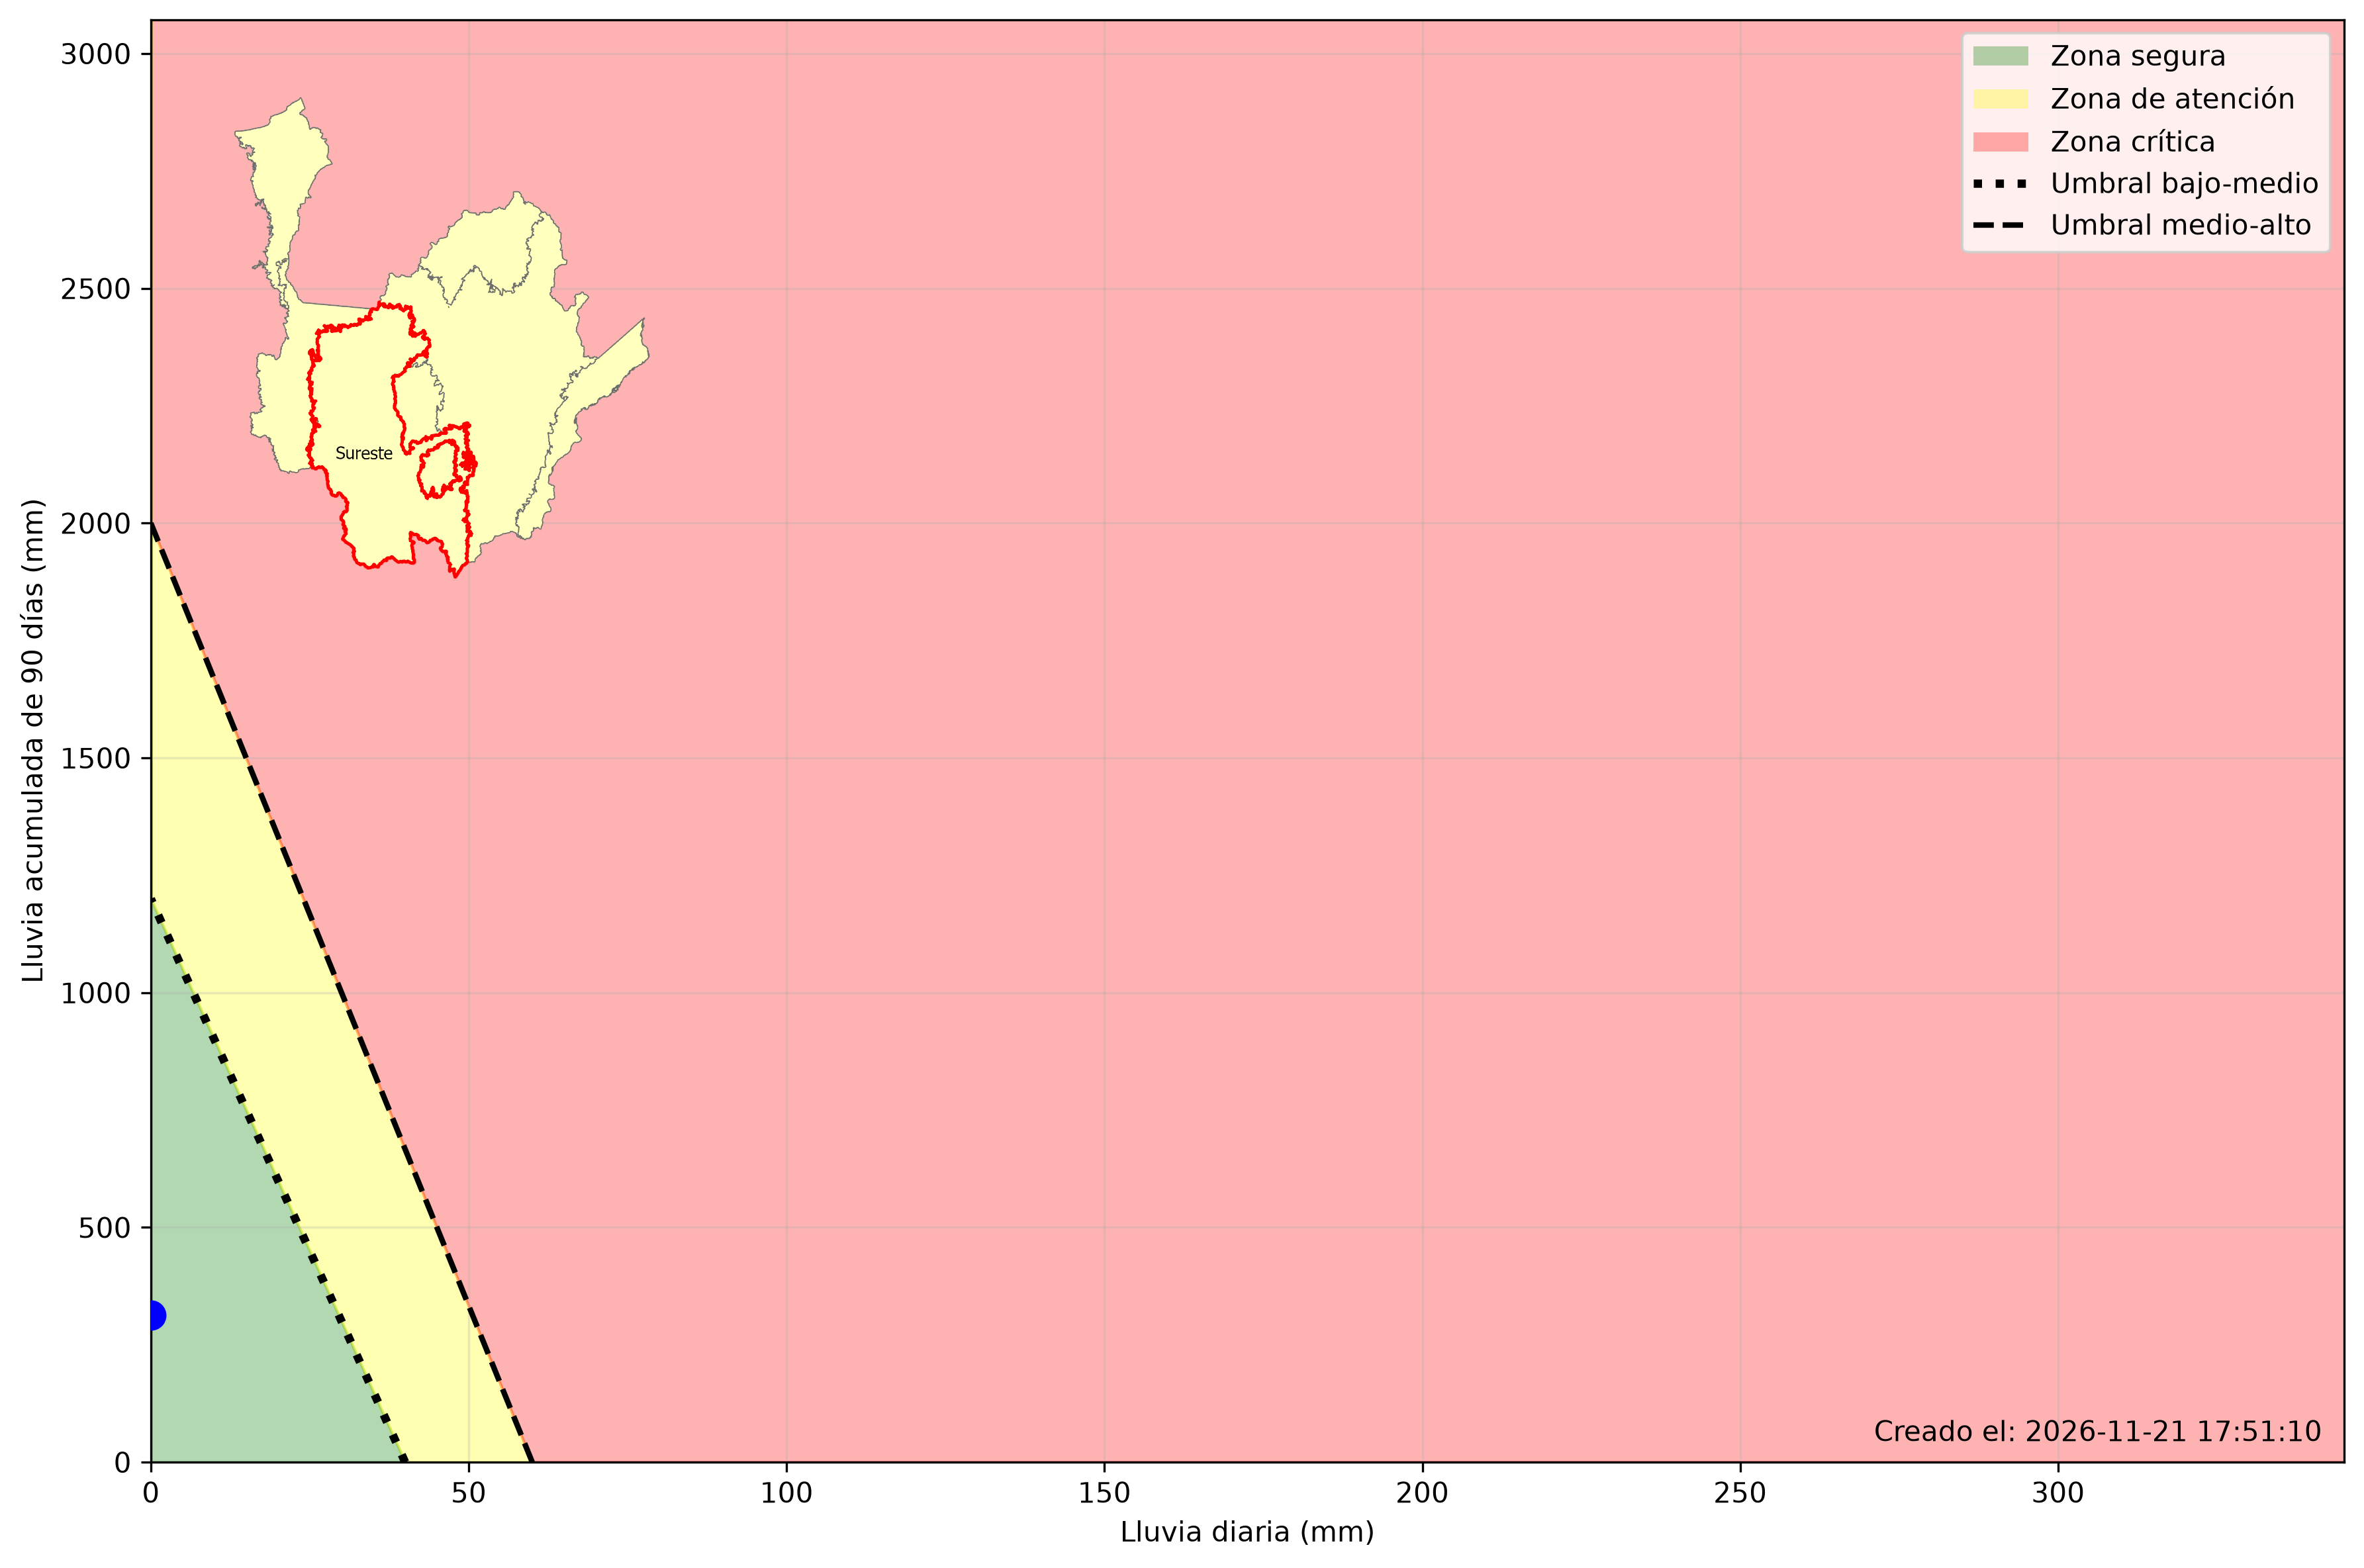 3000
2500
2000
1500
1000
500
0
Lluvia acumulada de 90 días (mm)
Zona segura
Zona de atención
Zona crítica
Umbral bajo-medio
Umbral medio-alto
Sureste
Creado el: 2026-11-21 17:51:10
0 50 100 150 200 250 300
Lluvia diaria (mm)